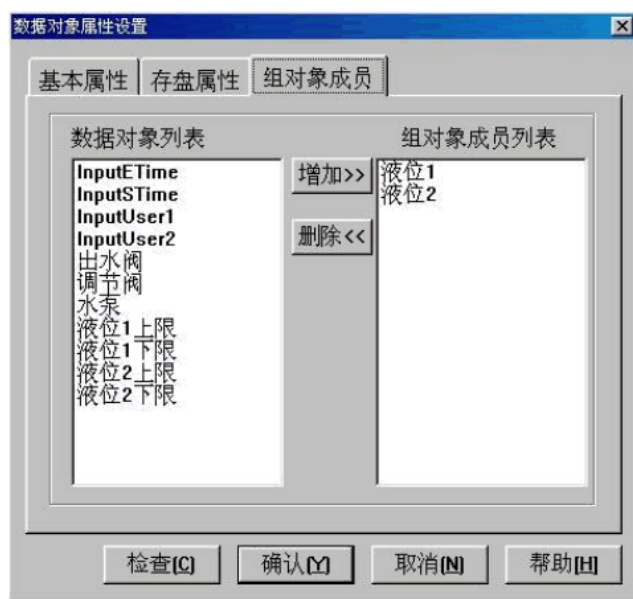 数据对象属性设置
基本属性 存盘属性 组对象成员
数据对象列表
InputETime
InputSTime
InputUser1
InputUser2
出水阀
调节阀
水泵
液位1上限
液位1下限
液位2上限
液位2下限
增加>>
删除<<
组对象成员列表
液位1
液位2
检查[C] 确认[Y] 取消[N] 帮助[H]